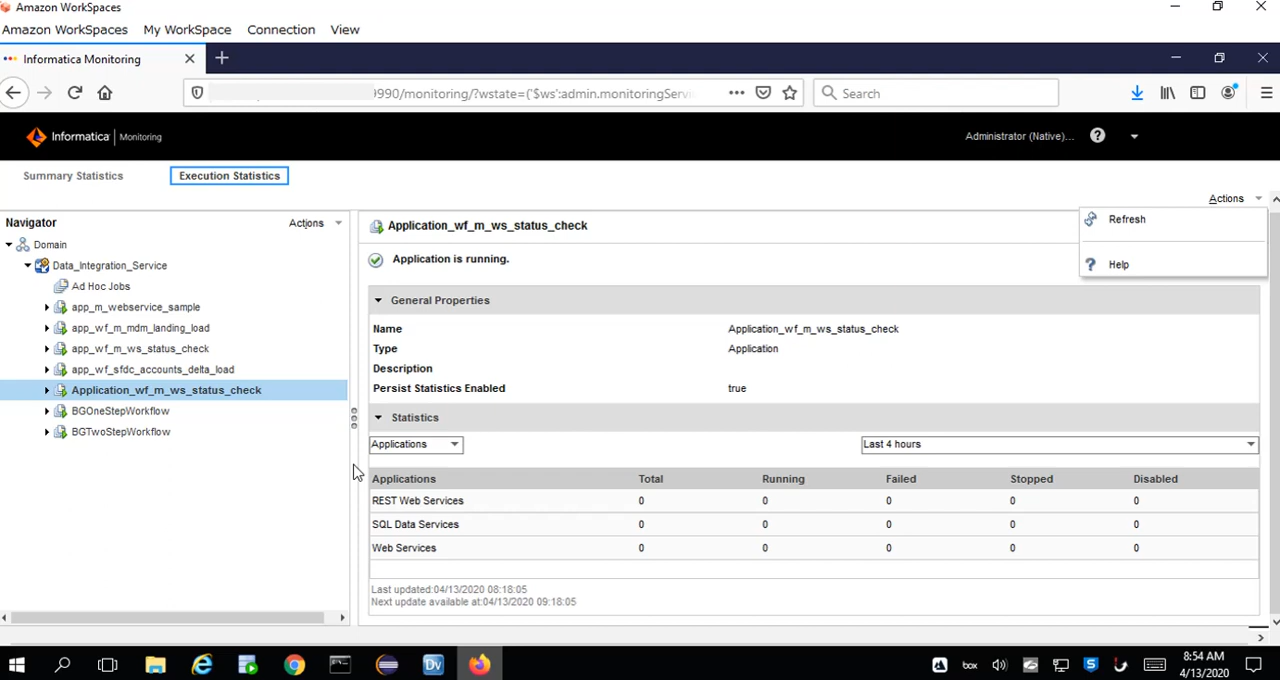 Amazon WorkSpaces
Amazon WorkSpaces My WorkSpace Connection View
Informatica Monitoring
9990/monitoring/?wstate=('$ws':admin.monitoringServi
Search
Informatica Monitoring
Administrator (Native)...
Summary Statistics Execution Statistics
Actions
Refresh
Help
Navigator Actions
Domain
Data_Integration_Service
Ad Hoc Jobs
app_m_webservice_sample
app_wf_m_mdm_landing_load
app_wf_m_ws_status_check
app_wf_sfdc_accounts_delta_load
Application_wf_m_ws_status_check
BGOneStepWorkflow
BGTwoStepWorkflow
Application_wf_m_ws_status_check
Application is running.
General Properties
Name Application_wf_m_ws_status_check
Type Application
Description
Persist Statistics Enabled true
Statistics
Applications Last 4 hours
Applications Total Running Failed Stopped Disabled
REST Web Services 0 0 0 0 0
SQL Data Services 0 0 0 0 0
Web Services 0 0 0 0 0
Last updated:04/13/2020 08:18:05
Next update available at:04/13/2020 09:18:05
Dv
box
8:54 AM
4/13/2020